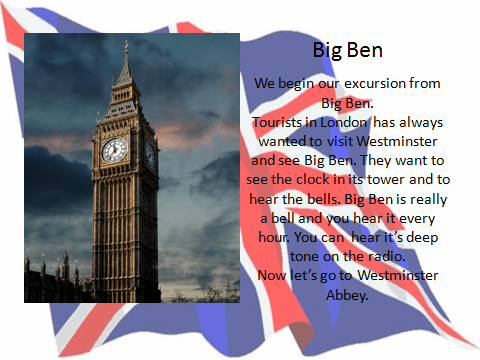 Big Ben
We begin our excursion from
Big Ben.
Tourists in London has always
wanted to visit Westminster
and see Big Ben. They want to
see the clock in its tower and to
hear the bells. Big Ben is really
a bell and you hear it every
hour. You can hear it’s deep
tone on the radio.
Now let’s go to Westminster
Abbey.